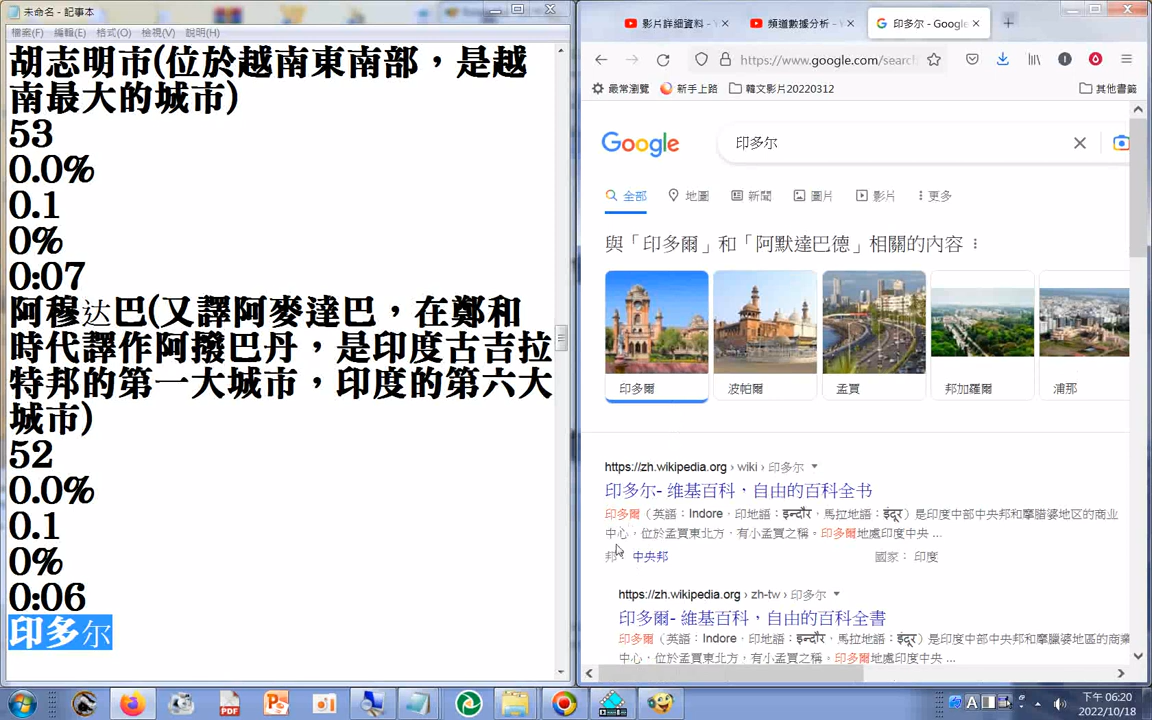 未命名 - 記事本
檔案(F) 編輯(E) 格式(O) 檢視(V) 說明(H)
胡志明市(位於越南東南部，是越
南最大的城市)
53
0.0%
0.1
0%
0:07
阿穆达巴(又譯阿麥達巴，在鄭和
時代譯作阿撥巴丹，是印度古吉拉
特邦的第一大城市，印度的第六大
城市)
52
0.0%
0.1
0%
0:06
印多尔
影片詳細資料 - Y
頻道數據分析 - Y
印多尔 - Google
https://www.google.com/search
最常瀏覽 新手上路 韓文影片20220312 其他書籤
Google
印多尔
全部 地圖 新聞 圖片 影片 更多
與「印多爾」和「阿默達巴德」相關的內容
印多爾 波帕爾 孟買 邦加羅爾 浦那
https://zh.wikipedia.org › wiki › 印多尔
印多尔- 维基百科，自由的百科全书
印多爾（英語：Indore，印地語：इन्दौर，馬拉地語：इंदूर）是印度中部中央邦和摩腊婆地区的商业
中心，位於孟買東北方，有小孟買之稱。印多爾地處印度中央 ...
邦: 中央邦 國家： 印度
https://zh.wikipedia.org › zh-tw › 印多尔
印多爾- 維基百科，自由的百科全書
印多爾（英語：Indore，印地語：इन्दौर，馬拉地語：इंदूर）是印度中部中央邦和摩臘婆地區的商業
中心，位於孟買東北方，有小孟買之稱。印多爾地處印度中央 ...
PDF
A
下午 06:20
2022/10/18